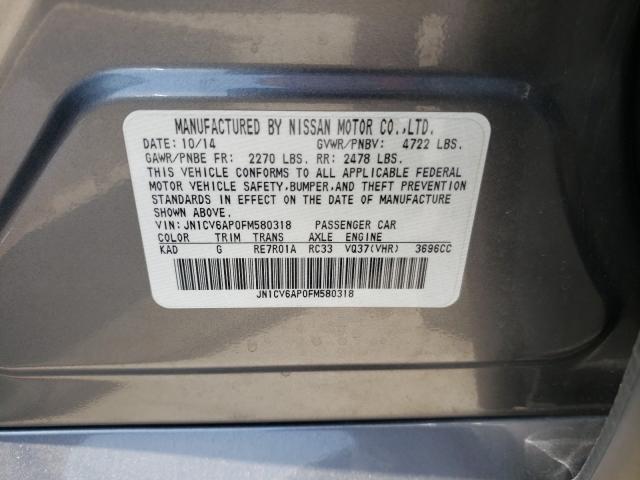 MANUFACTURED BY NISSAN MOTOR CO.,LTD.
DATE: 10/14 GVWR/PNBV: 4722 LBS.
GAWR/PNBE FR: 2270 LBS. RR: 2478 LBS.
THIS VEHICLE CONFORMS TO ALL APPLICABLE FEDERAL
MOTOR VEHICLE SAFETY,BUMPER,AND THEFT PREVENTION
STANDARDS IN EFFECT ON THE DATE OF MANUFACTURE
SHOWN ABOVE.
VIN: JN1CV6AP0FM580318 PASSENGER CAR
COLOR TRIM TRANS AXLE ENGINE
KAD G RE7R01A RC33 VQ37(VHR) 3696CC
JN1CV6AP0FM580318